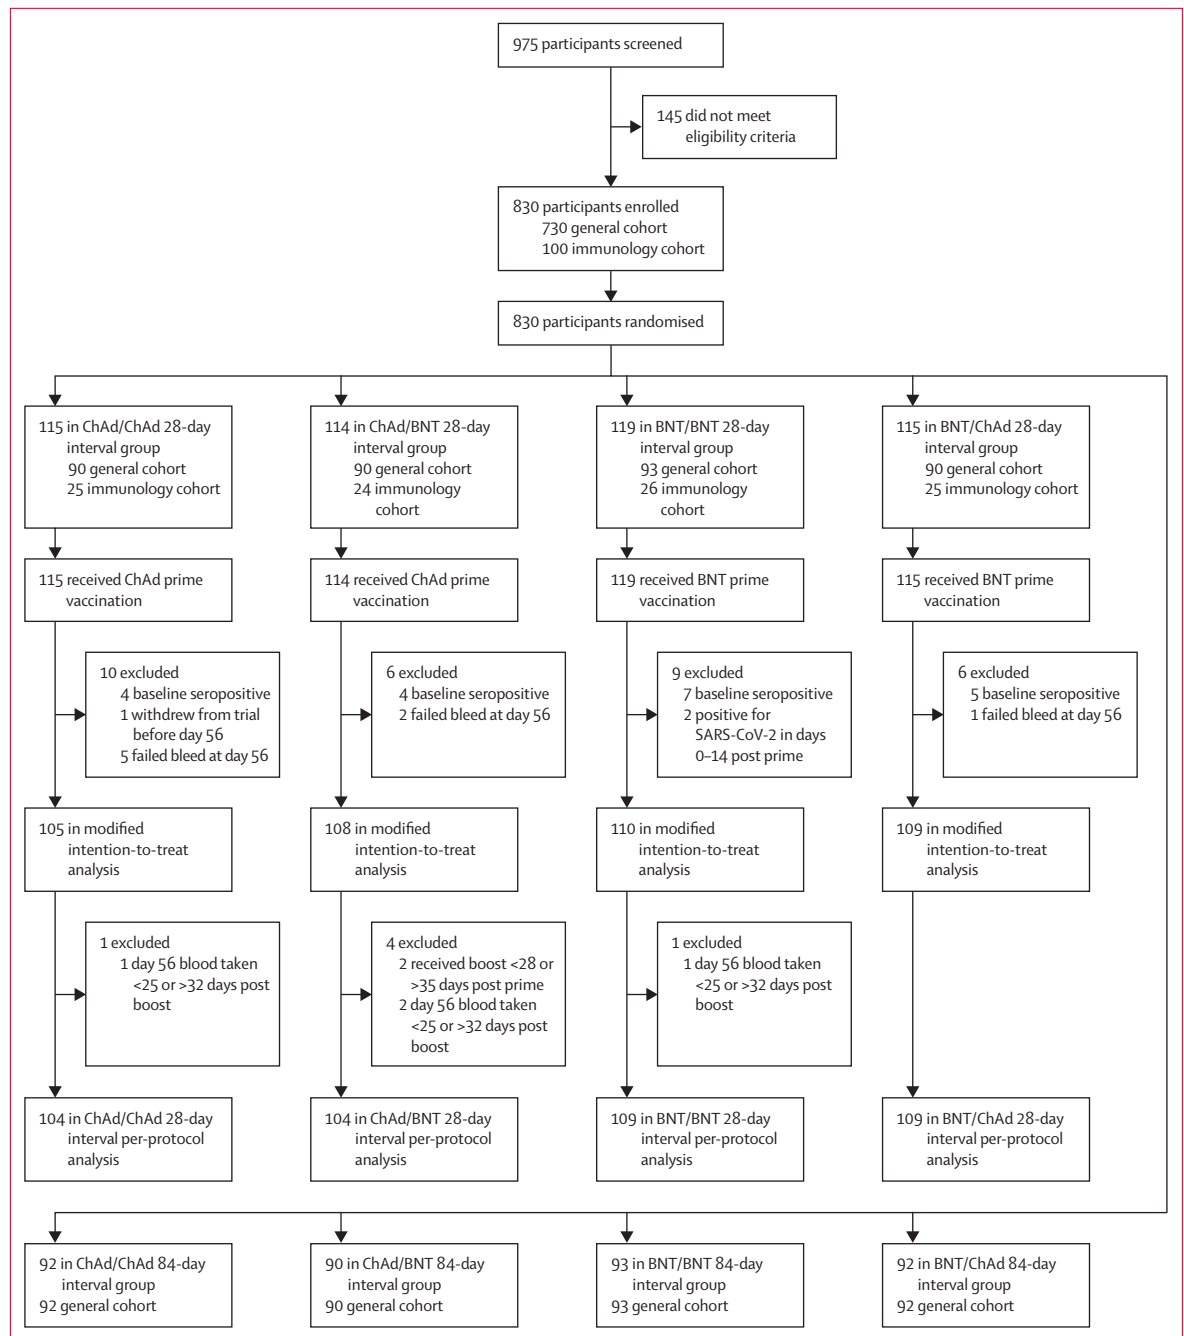 975 participants screened
145 did not meet
eligibility criteria
830 participants enrolled
730 general cohort
100 immunology cohort
830 participants randomised
115 in ChAd/ChAd 28-day
interval group
90 general cohort
25 immunology cohort
114 in ChAd/BNT 28-day
interval group
90 general cohort
24 immunology
cohort
119 in BNT/BNT 28-day
interval group
93 general cohort
26 immunology
cohort
115 in BNT/ChAd 28-day
interval group
90 general cohort
25 immunology cohort
115 received ChAd prime
vaccination
114 received ChAd prime
vaccination
119 received BNT prime
vaccination
115 received BNT prime
vaccination
10 excluded
4 baseline seropositive
1 withdrew from trial
before day 56
5 failed bleed at day 56
6 excluded
4 baseline seropositive
2 failed bleed at day 56
9 excluded
7 baseline seropositive
2 positive for
SARS-CoV-2 in days
0–14 post prime
6 excluded
5 baseline seropositive
1 failed bleed at day 56
105 in modified
intention-to-treat
analysis
108 in modified
intention-to-treat
analysis
110 in modified
intention-to-treat
analysis
109 in modified
intention-to-treat
analysis
1 excluded
1 day 56 blood taken
<25 or >32 days post
boost
4 excluded
2 received boost <28 or
>35 days post prime
2 day 56 blood taken
<25 or >32 days post
boost
1 excluded
1 day 56 blood taken
<25 or >32 days post
boost
104 in ChAd/ChAd 28-day
interval per-protocol
analysis
104 in ChAd/BNT 28-day
interval per-protocol
analysis
109 in BNT/BNT 28-day
interval per-protocol
analysis
109 in BNT/ChAd 28-day
interval per-protocol
analysis
92 in ChAd/ChAd 84-day
interval group
92 general cohort
90 in ChAd/BNT 84-day
interval group
90 general cohort
93 in BNT/BNT 84-day
interval group
93 general cohort
92 in BNT/ChAd 84-day
interval group
92 general cohort